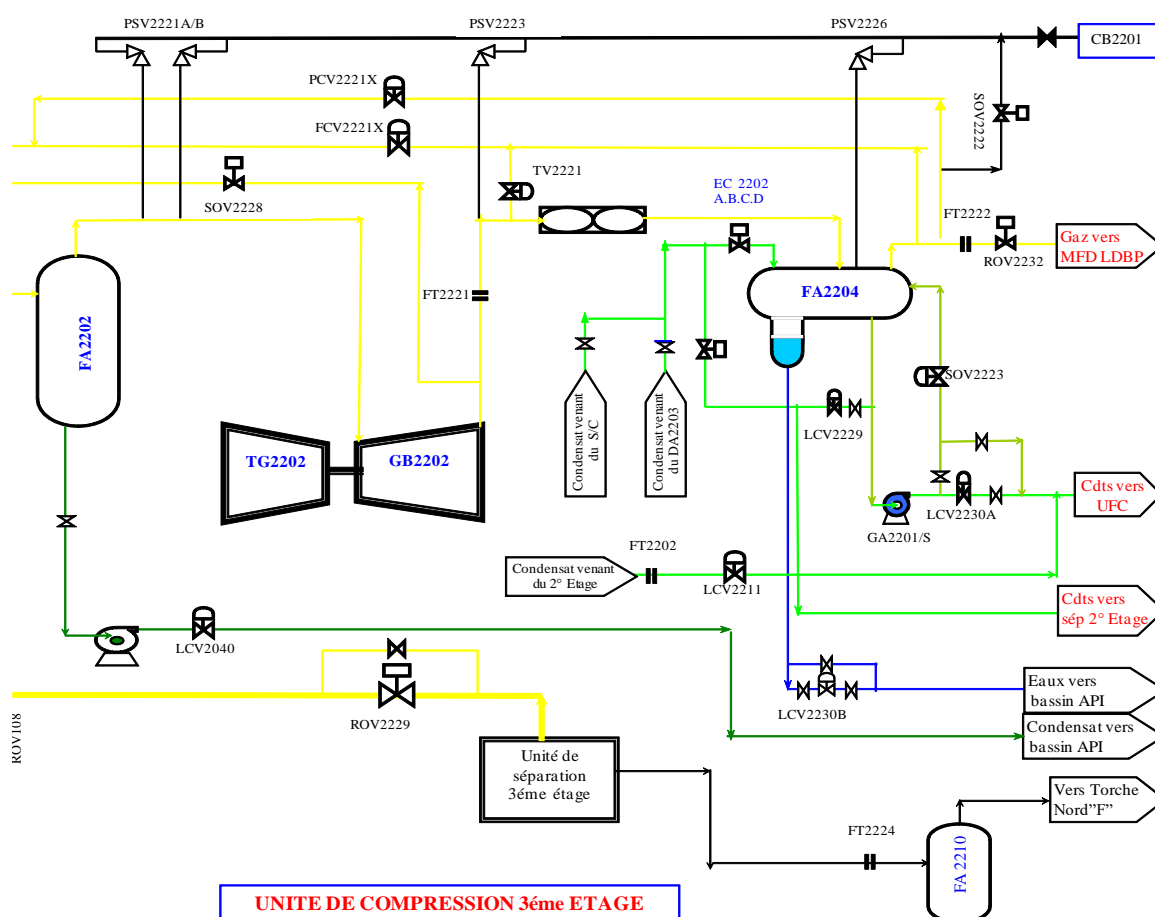 PSV2221A/B
PSV2223
PSV2226
CB2201
PCV2221X
SOV2222
FCV2221X
TV2221
EC 2202
A.B.C.D
SOV2228
FT2222
Gaz vers
MFD LDBP
ROV2232
FT2221
FA2202
FA2204
SOV2223
TG2202
GB2202
Condensat venant
du S/C
Condensat venant
du DA2203
LCV2229
Cdts vers
UFC
LCV2230A
GA2201/S
FT2202
Condensat venant
du 2° Etage
LCV2211
Cdts vers
sép 2° Etage
LCV2040
Eaux vers
bassin API
LCV2230B
ROV108
ROV2229
Condensat vers
bassin API
Unité de
séparation
3éme étage
Vers Torche
Nord”F”
FT2224
FA 2210
UNITE DE COMPRESSION 3éme ETAGE